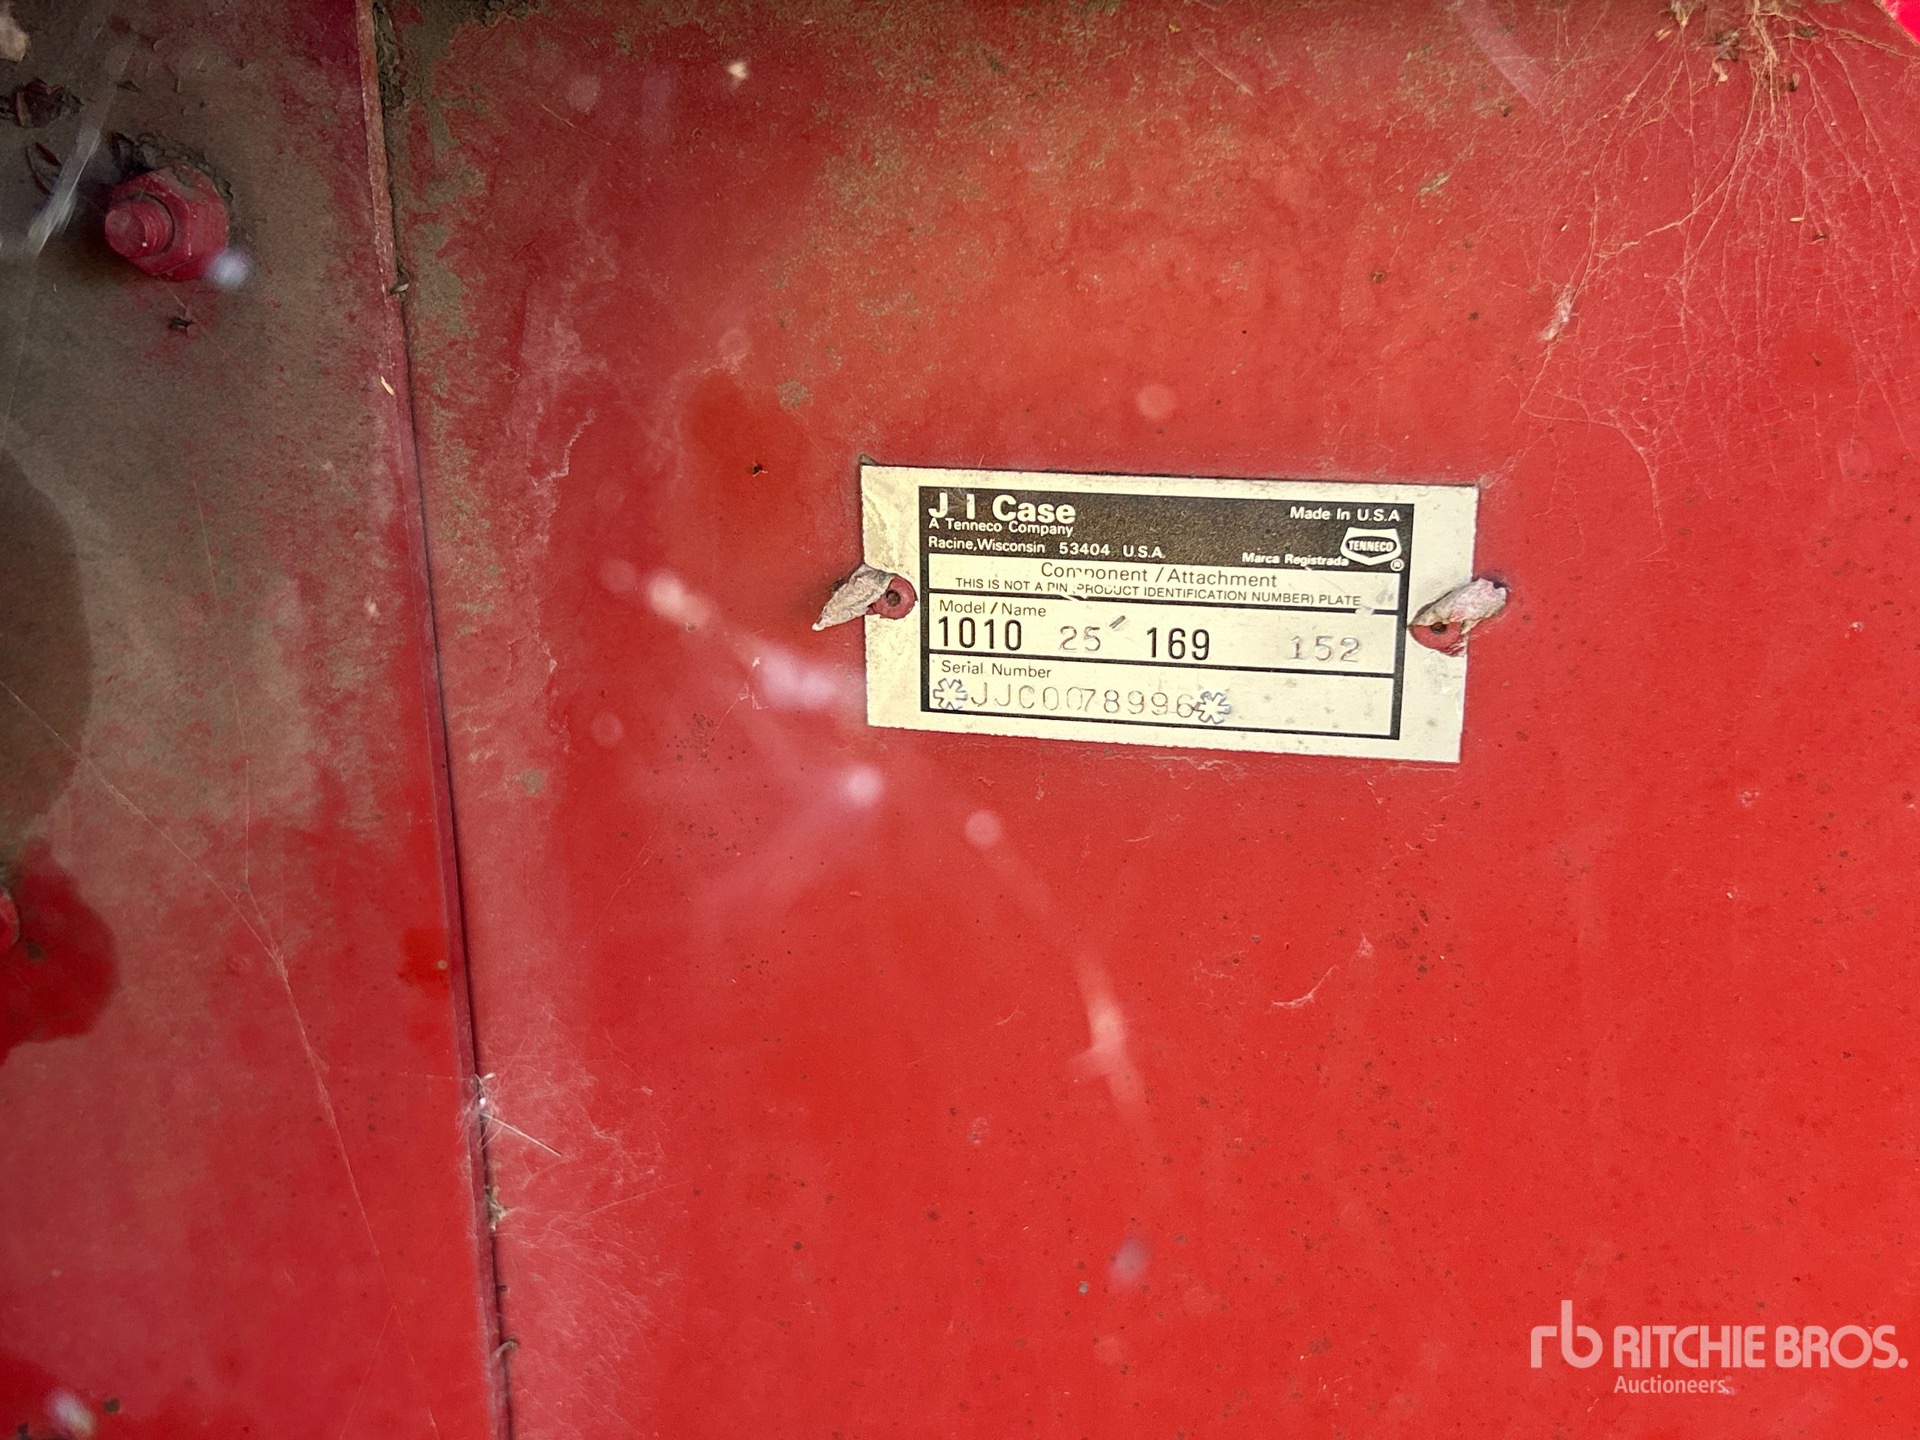 J I Case
A Tenneco Company
Racine, Wisconsin 53404 U.S.A.
Made In U.S.A
TENNECO
Marca Registrada ®
Component / Attachment
THIS IS NOT A PIN (PRODUCT IDENTIFICATION NUMBER) PLATE
Model / Name
1010 25' 169 152
Serial Number
*JJC0078996*
rb RITCHIE BROS.
Auctioneers